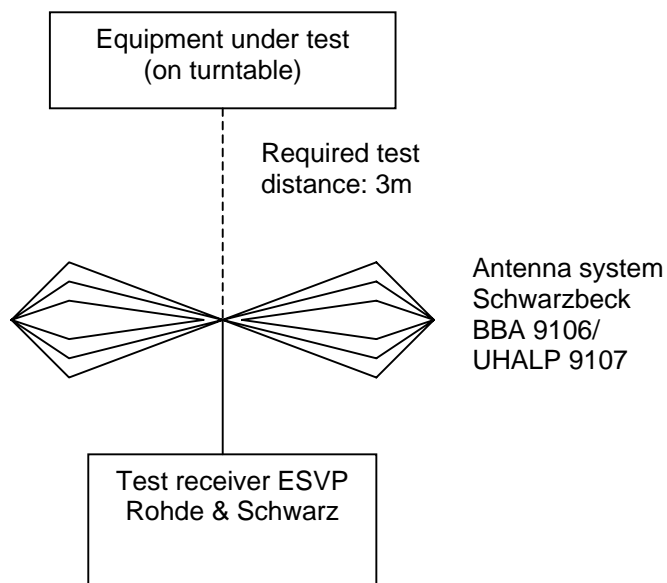 Equipment under test
(on turntable)
Required test
distance: 3m
Antenna system
Schwarzbeck
BBA 9106/
UHALP 9107
Test receiver ESVP
Rohde & Schwarz